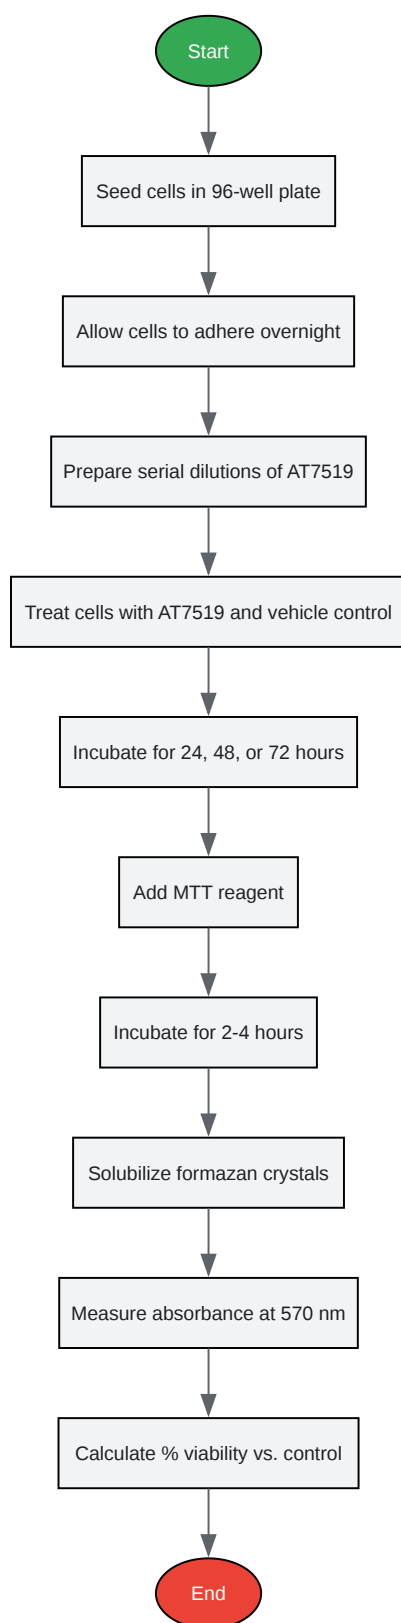 Start
Seed cells in 96-well plate
Allow cells to adhere overnight
Prepare serial dilutions of AT7519
Treat cells with AT7519 and vehicle control
Incubate for 24, 48, or 72 hours
Add MTT reagent
Incubate for 2-4 hours
Solubilize formazan crystals
Measure absorbance at 570 nm
Calculate % viability vs. control
End